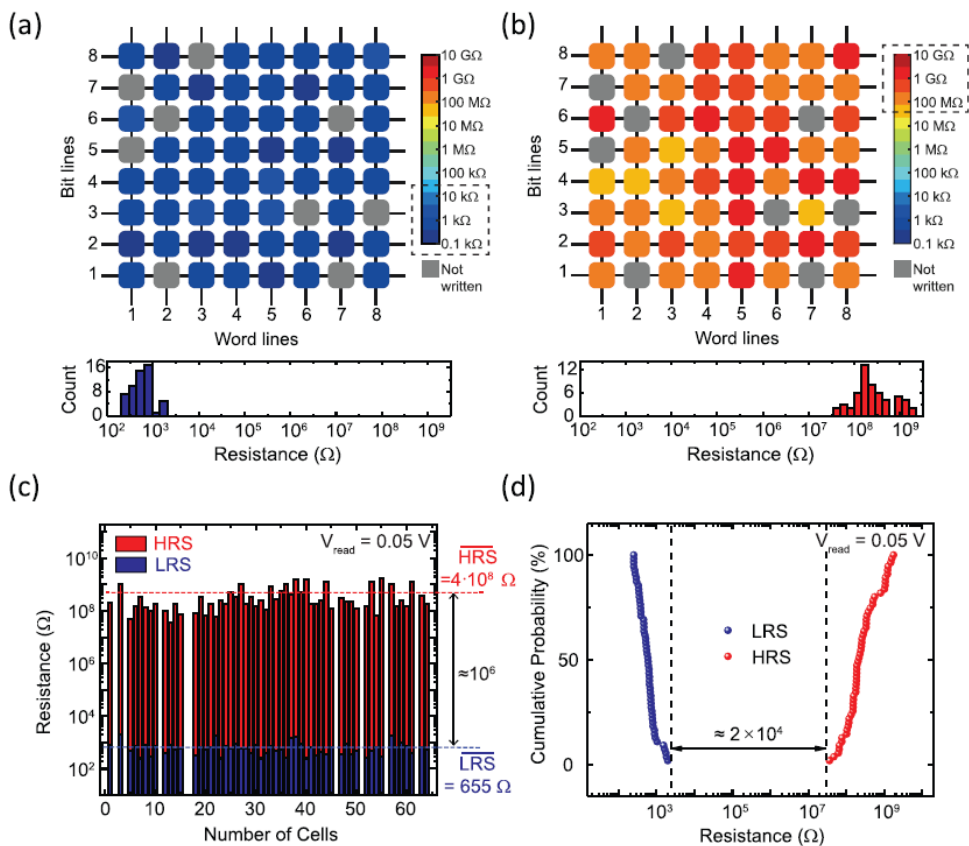 (a)
Bit lines
8
7
6
5
4
3
2
1
1 2 3 4 5 6 7 8
Word lines
10 GΩ
1 GΩ
100 MΩ
10 MΩ
1 MΩ
100 kΩ
10 kΩ
1 kΩ
0.1 kΩ
Not
written
Count
16
8
0
10² 10³ 10⁴ 10⁵ 10⁶ 10⁷ 10⁸ 10⁹
Resistance (Ω)
(b)
Bit lines
8
7
6
5
4
3
2
1
1 2 3 4 5 6 7 8
Word lines
10 GΩ
1 GΩ
100 MΩ
10 MΩ
1 MΩ
100 kΩ
10 kΩ
1 kΩ
0.1 kΩ
Not
written
Count
12
6
0
10² 10³ 10⁴ 10⁵ 10⁶ 10⁷ 10⁸ 10⁹
Resistance (Ω)
(c)
HRS
LRS
V_read = 0.05 V
Resistance (Ω)
10¹⁰
10⁸
10⁶
10⁴
10²
0 10 20 30 40 50 60
Number of Cells
H̅R̅S̅
=4·10⁸ Ω
≈10⁶
L̅R̅S̅
= 655 Ω
(d)
V_read = 0.05 V
Cumulative Probability (%)
100
50
0
LRS
HRS
≈ 2 × 10⁴
10³ 10⁵ 10⁷ 10⁹
Resistance (Ω)